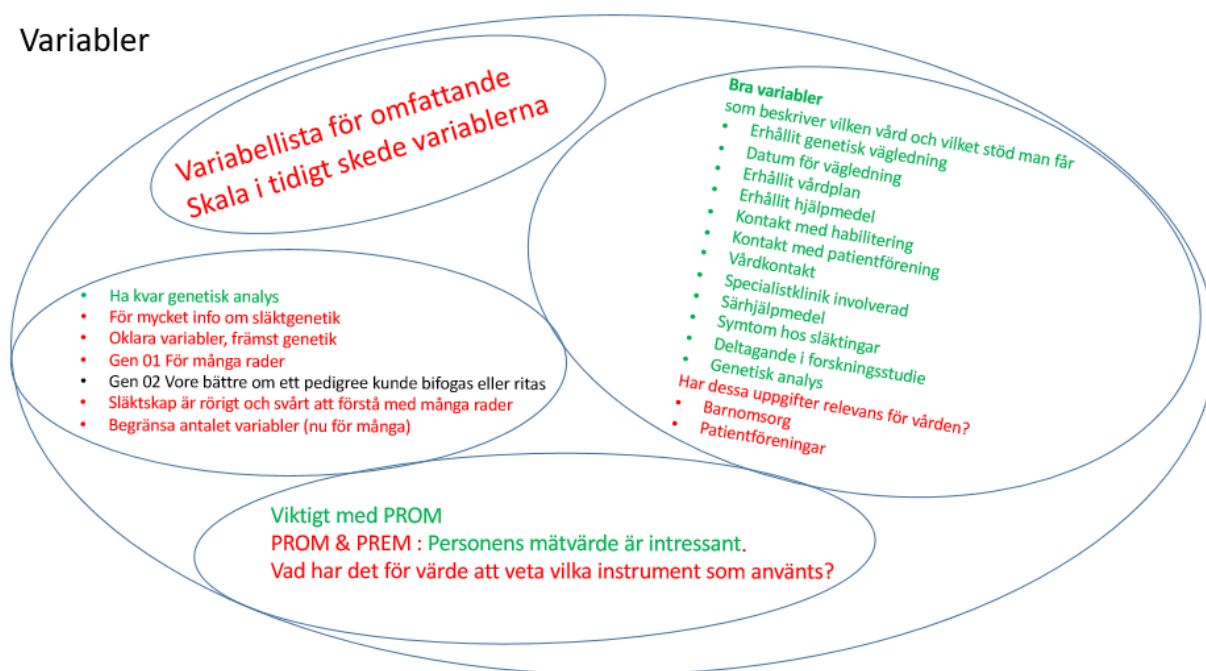 Variabler
Variabellista för omfattande
Skala i tidigt skede variablerna
Bra variabler
som beskriver vilken vård och vilket stöd man får
• Erhållit genetisk vägledning
• Datum för vägledning
• Erhållit vårdplan
• Erhållit hjälpmedel
• Kontakt med habilitering
• Kontakt med patientförening
• Vårdkontakt
• Specialistklinik involverad
• Särhjälpmedel
• Symtom hos släktingar
• Deltagande i forskningsstudie
• Genetisk analys
Har dessa uppgifter relevans för vården?
• Barnomsorg
• Patientföreningar
• Ha kvar genetisk analys
• För mycket info om släktgenetik
• Oklara variabler, främst genetik
• Gen 01 För många rader
• Gen 02 Vore bättre om ett pedigree kunde bifogas eller ritas
• Släktskap är rörigt och svårt att förstå med många rader
• Begränsa antalet variabler (nu för många)
Viktigt med PROM
PROM & PREM : Personens mätvärde är intressant.
Vad har det för värde att veta vilka instrument som använts?